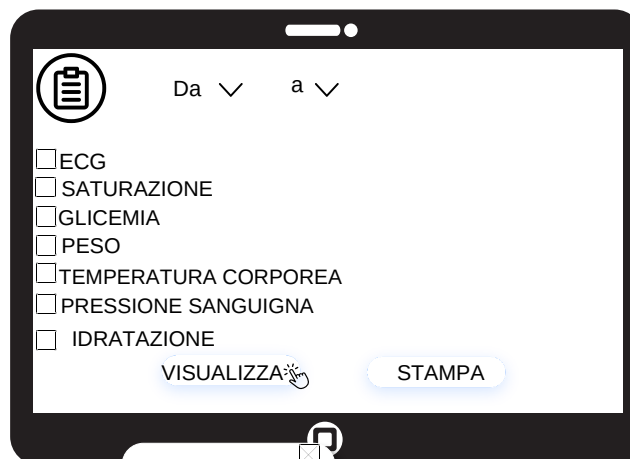 Da a
ECG
SATURAZIONE
GLICEMIA
PESO
TEMPERATURA CORPOREA
PRESSIONE SANGUIGNA
IDRATAZIONE
VISUALIZZA STAMPA